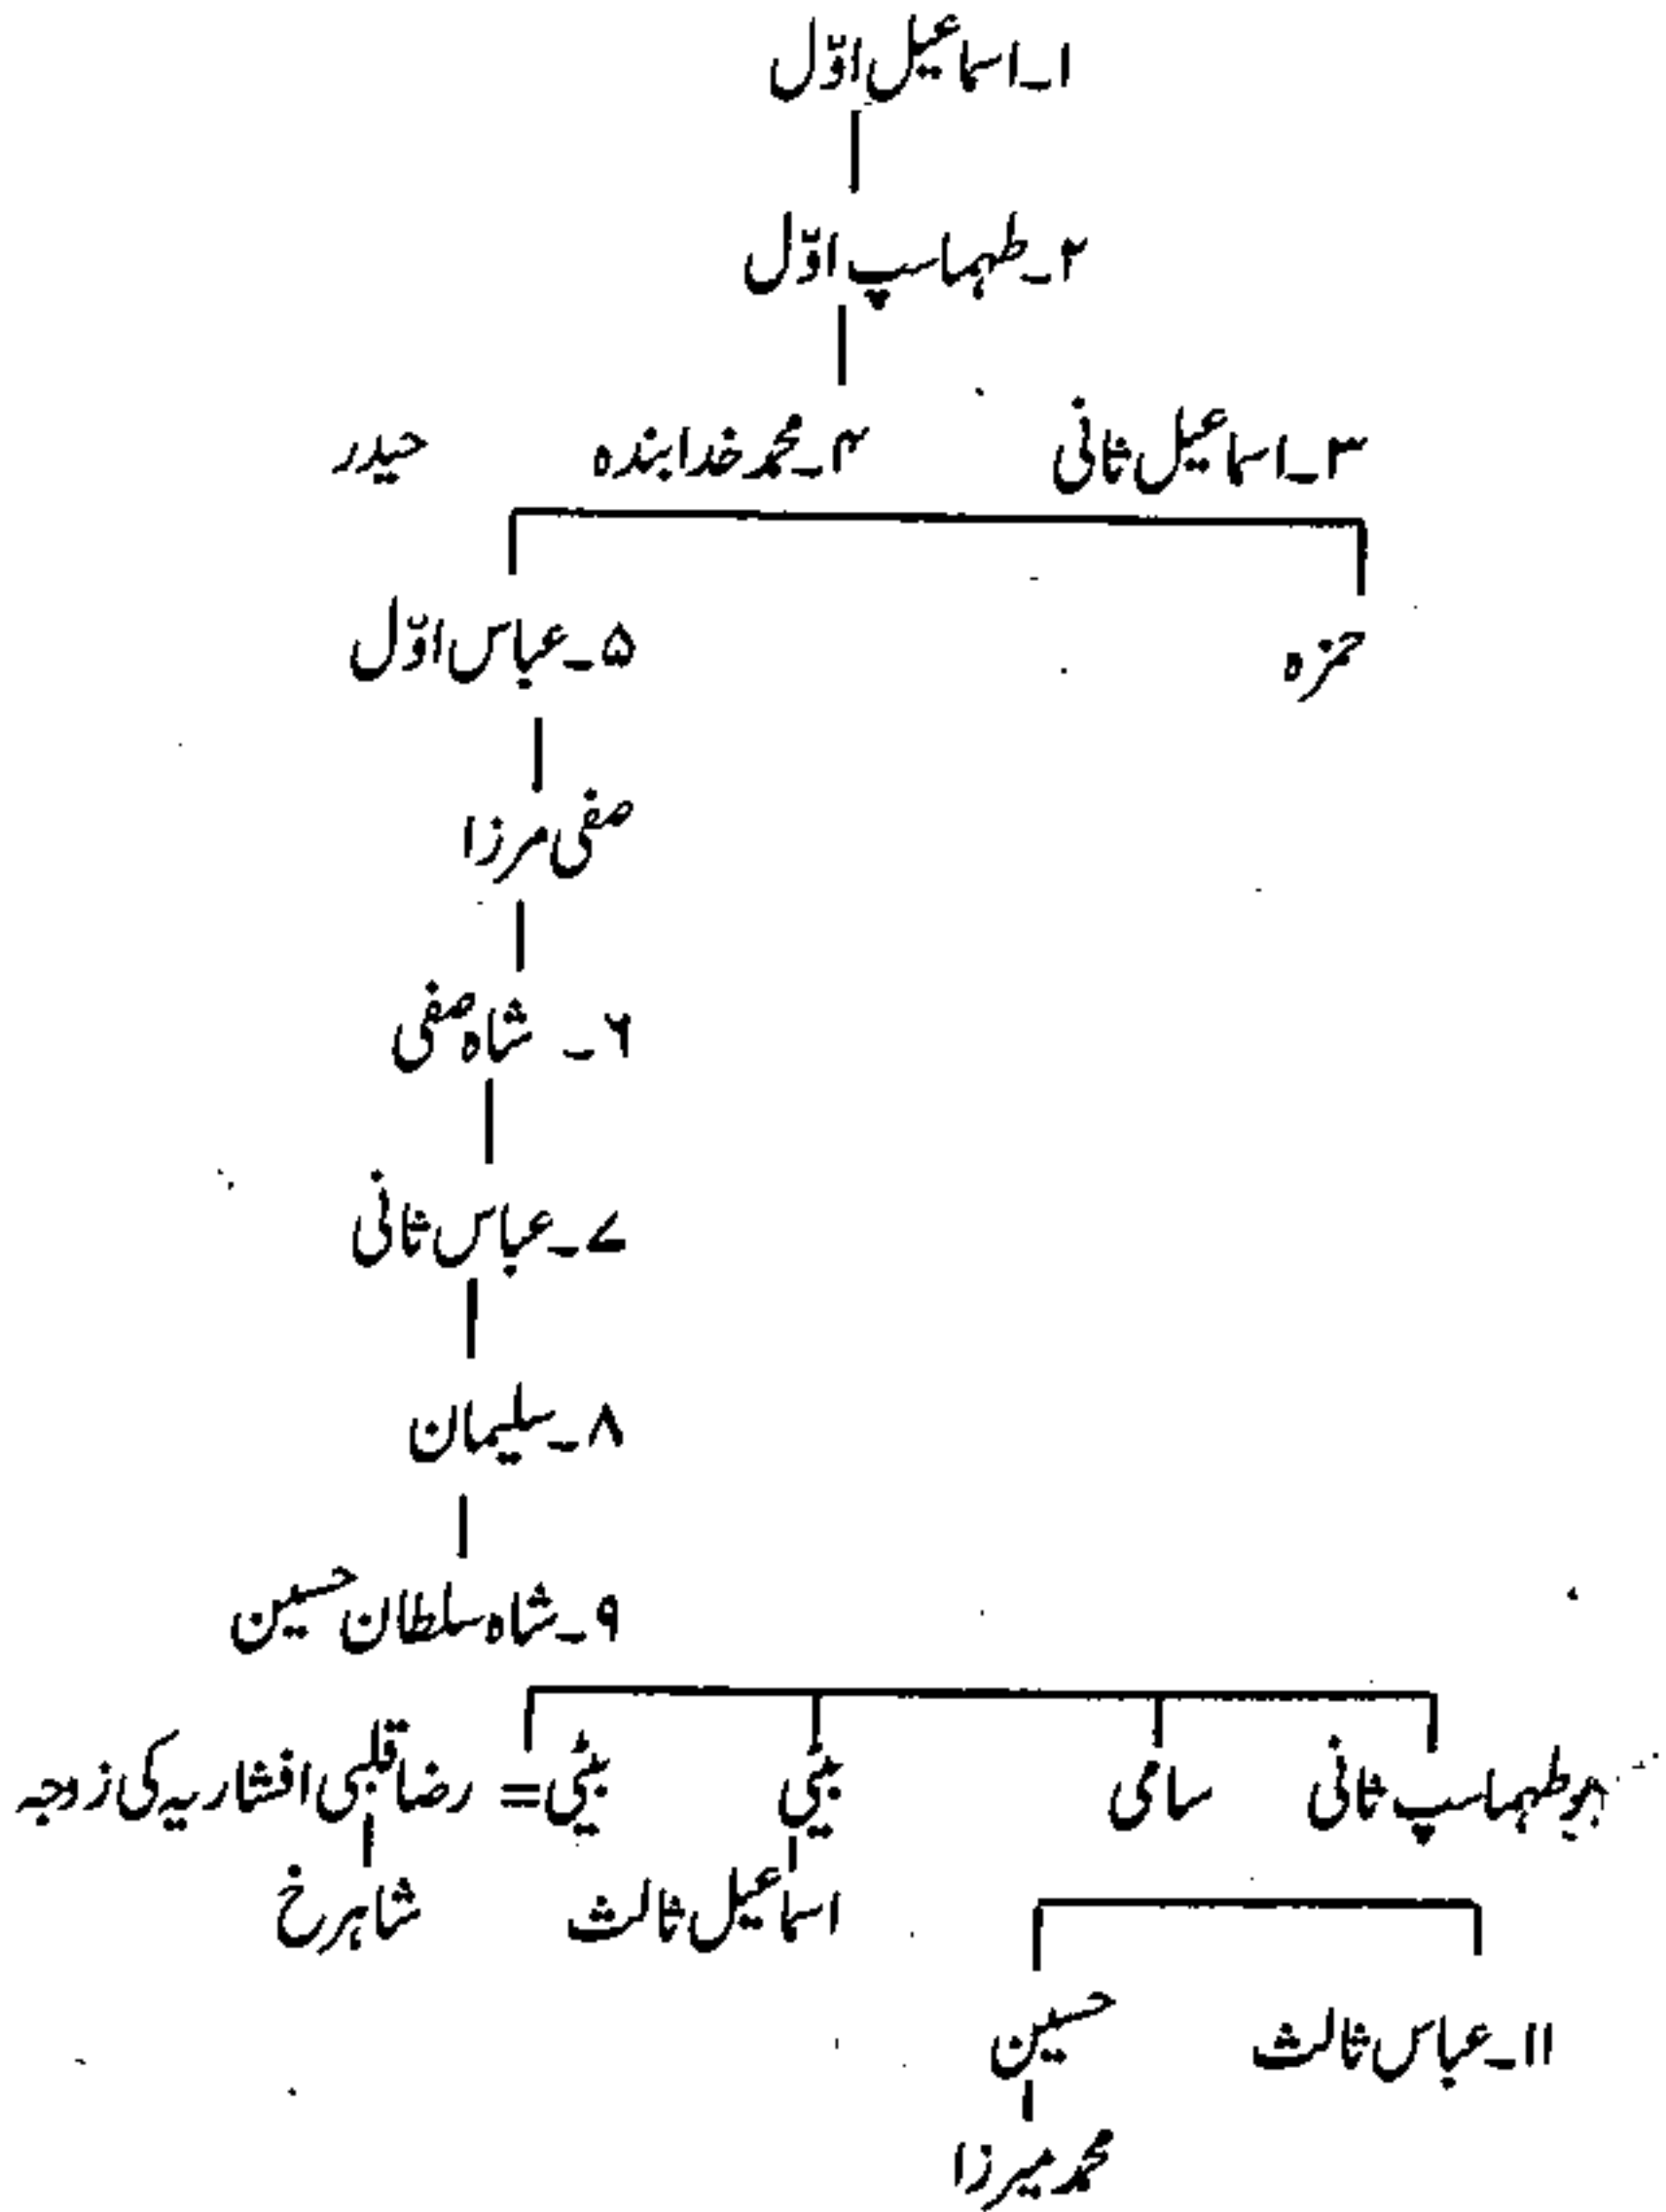 ۱۔اسماعیل اوّل
۲۔طہماسپ اوّل
۳۔اسماعیل ثانی ۴۔محمد خدابندہ حیدر
حمزہ ۵۔عباس اوّل
صفی مرزا
۶۔ شاہ صفی
۷۔عباس ثانی
۸۔سلیمان
۹۔شاہ سلطان حسین
طہماسپ ثانی سامی بیٹی بیٹی = رضا قلبی افشاریہ کی زوجہ
اسماعیل ثالث شاہرخ
۱۱۔عباس ثالث حسین
محمد میرزا